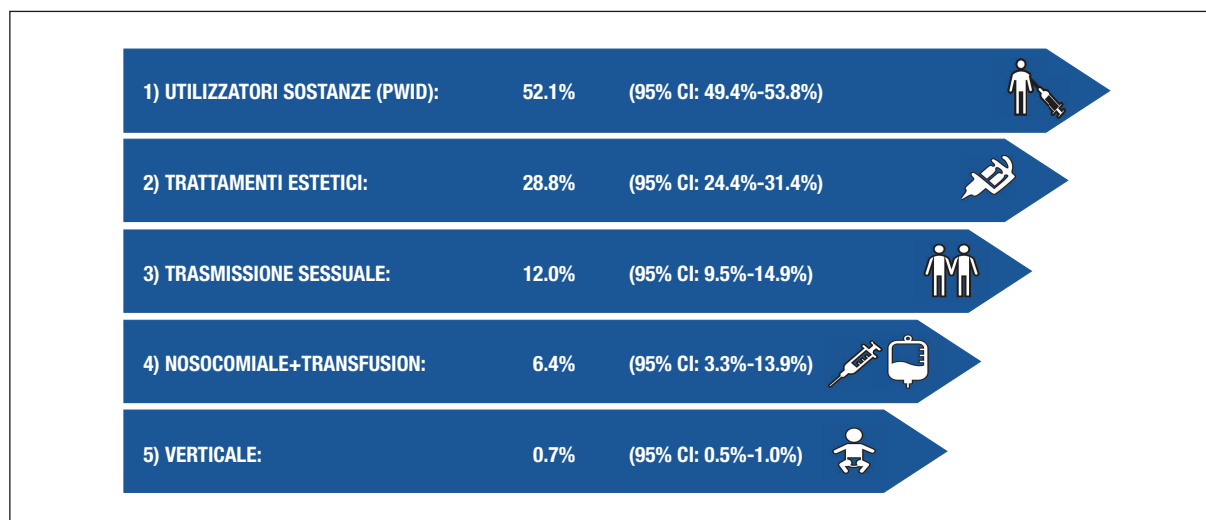 1) UTILIZZATORI SOSTANZE (PWID): 52.1% (95% CI: 49.4%-53.8%)
2) TRATTAMENTI ESTETICI: 28.8% (95% CI: 24.4%-31.4%)
3) TRASMISSIONE SESSUALE: 12.0% (95% CI: 9.5%-14.9%)
4) NOSOCOMIALE+TRANSFUSION: 6.4% (95% CI: 3.3%-13.9%)
5) VERTICALE: 0.7% (95% CI: 0.5%-1.0%)